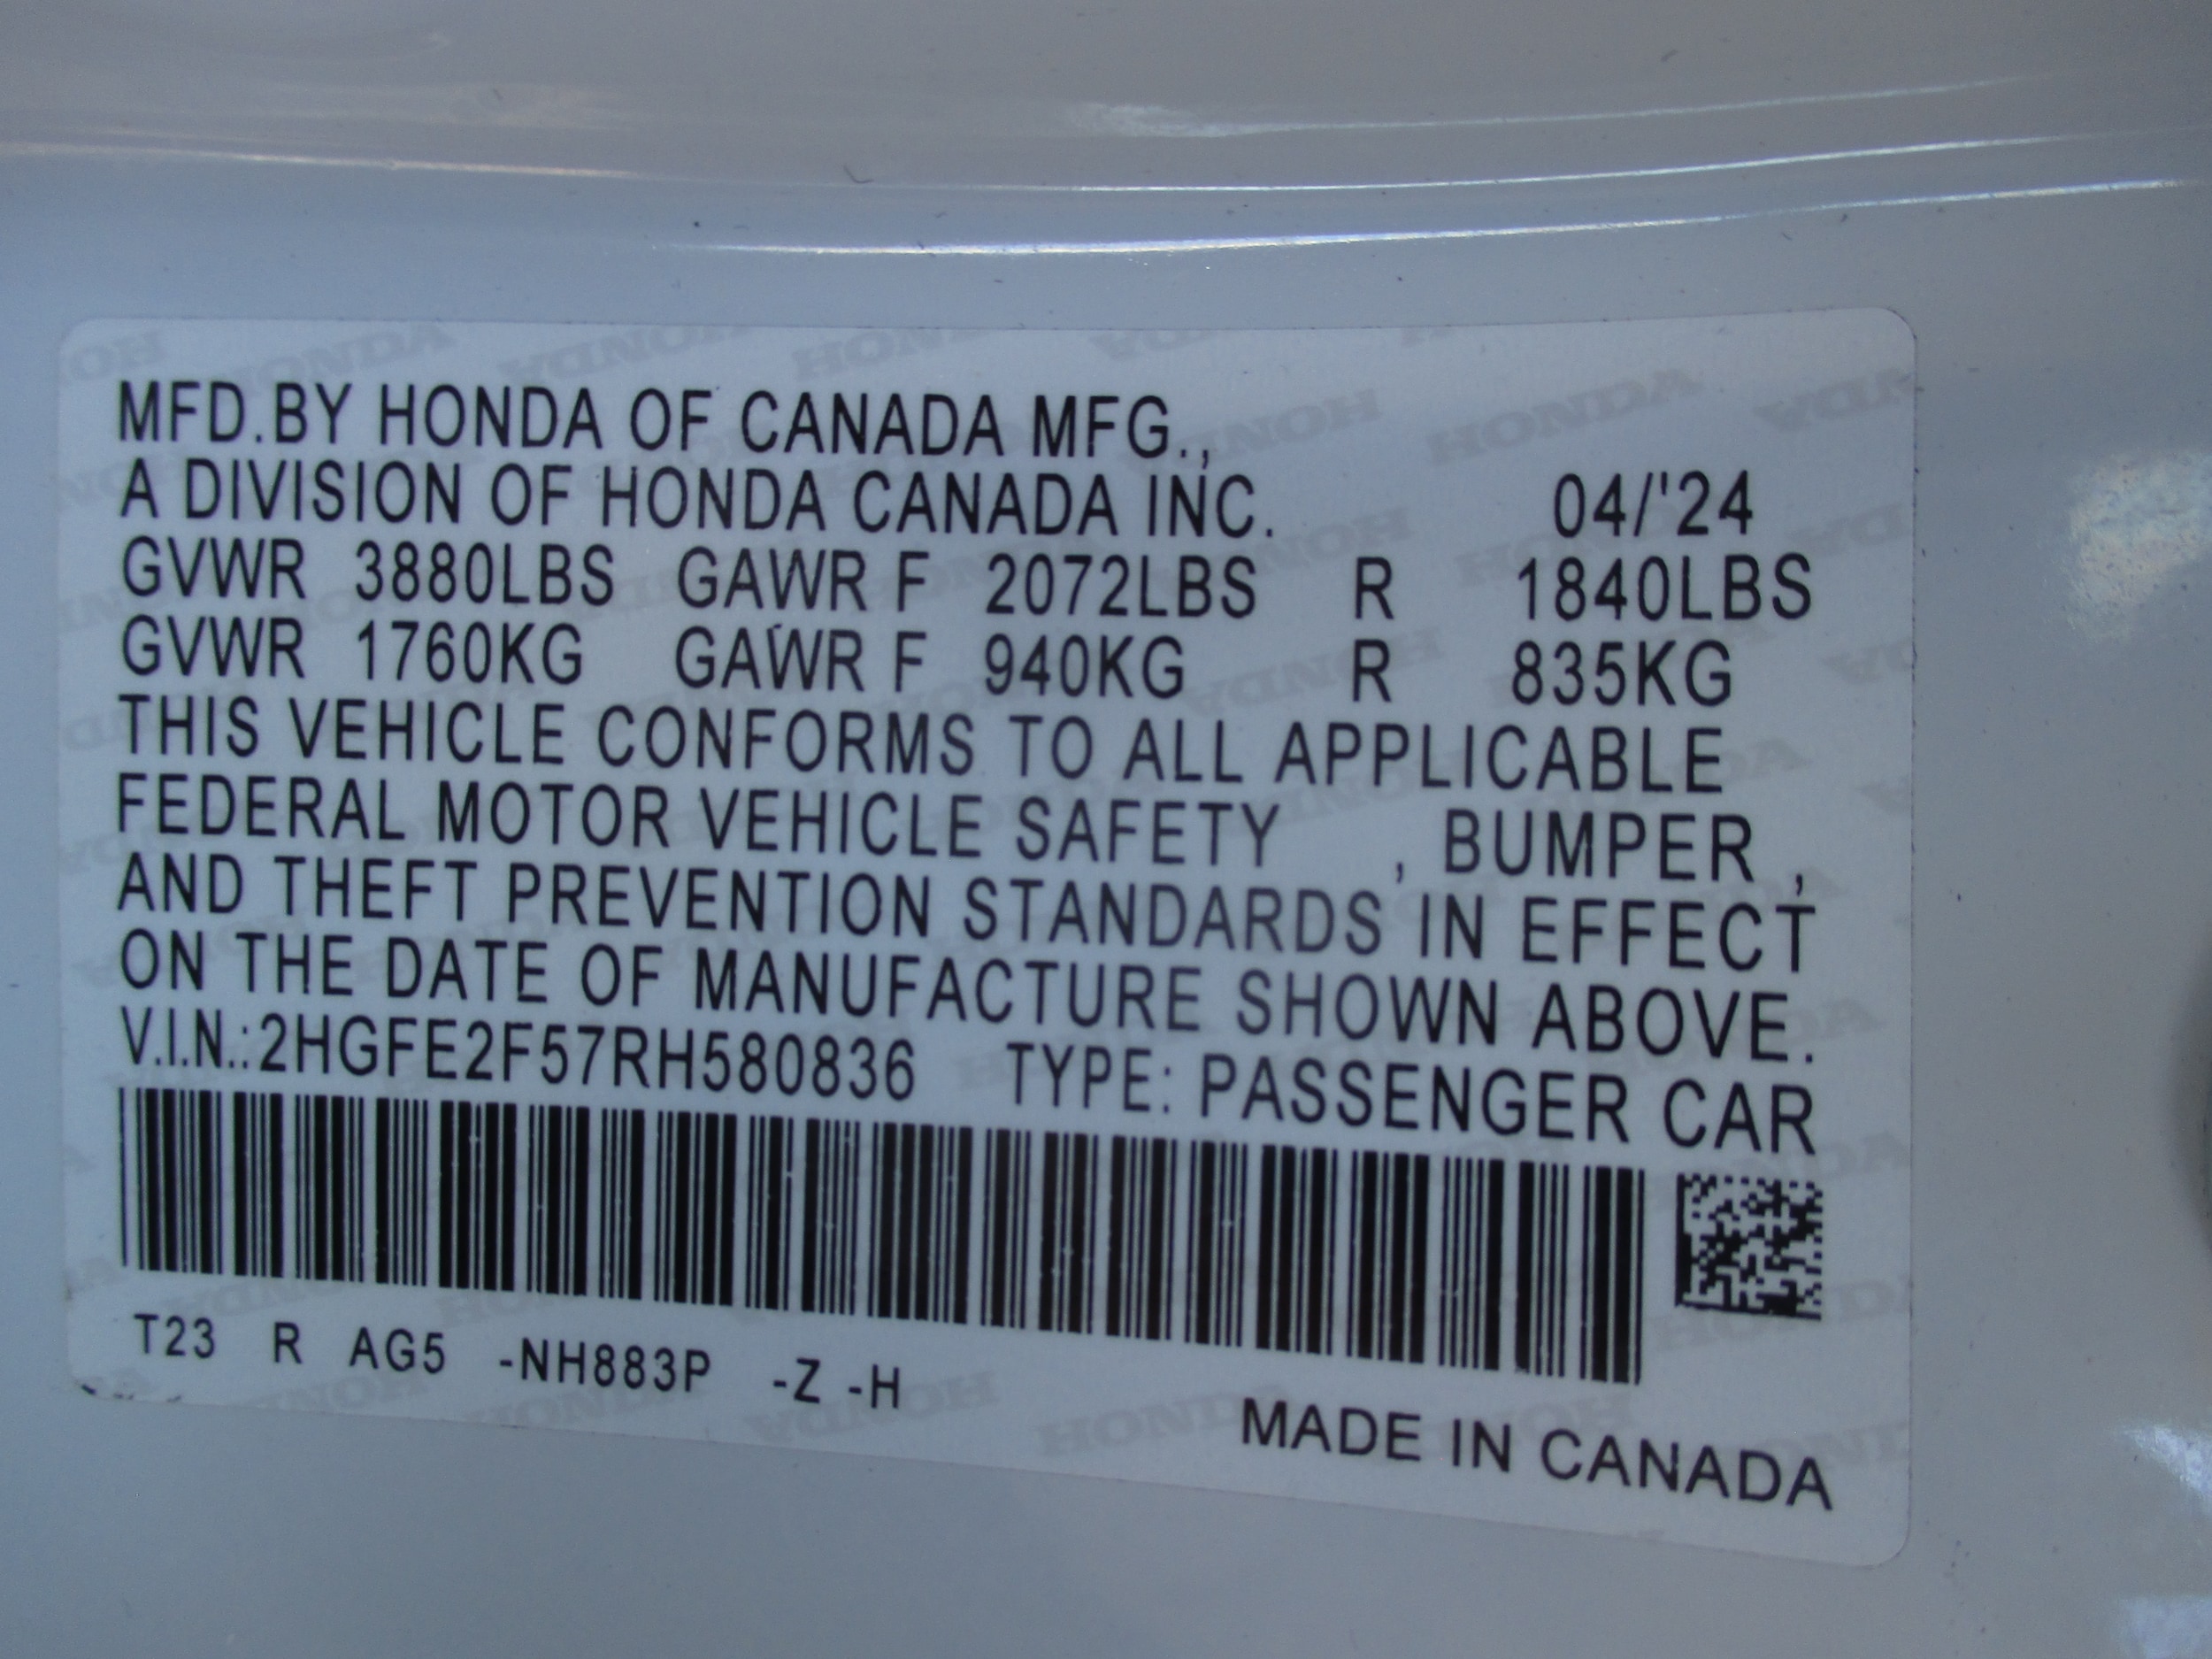 MFD.BY HONDA OF CANADA MFG.,
A DIVISION OF HONDA CANADA INC. 04/'24
GVWR 3880LBS GAWR F 2072LBS R 1840LBS
GVWR 1760KG GAWR F 940KG R 835KG
THIS VEHICLE CONFORMS TO ALL APPLICABLE
FEDERAL MOTOR VEHICLE SAFETY , BUMPER ,
AND THEFT PREVENTION STANDARDS IN EFFECT
ON THE DATE OF MANUFACTURE SHOWN ABOVE.
V.I.N.:2HGFE2F57RH580836 TYPE: PASSENGER CAR
T23 R AG5 -NH883P -Z -H
MADE IN CANADA